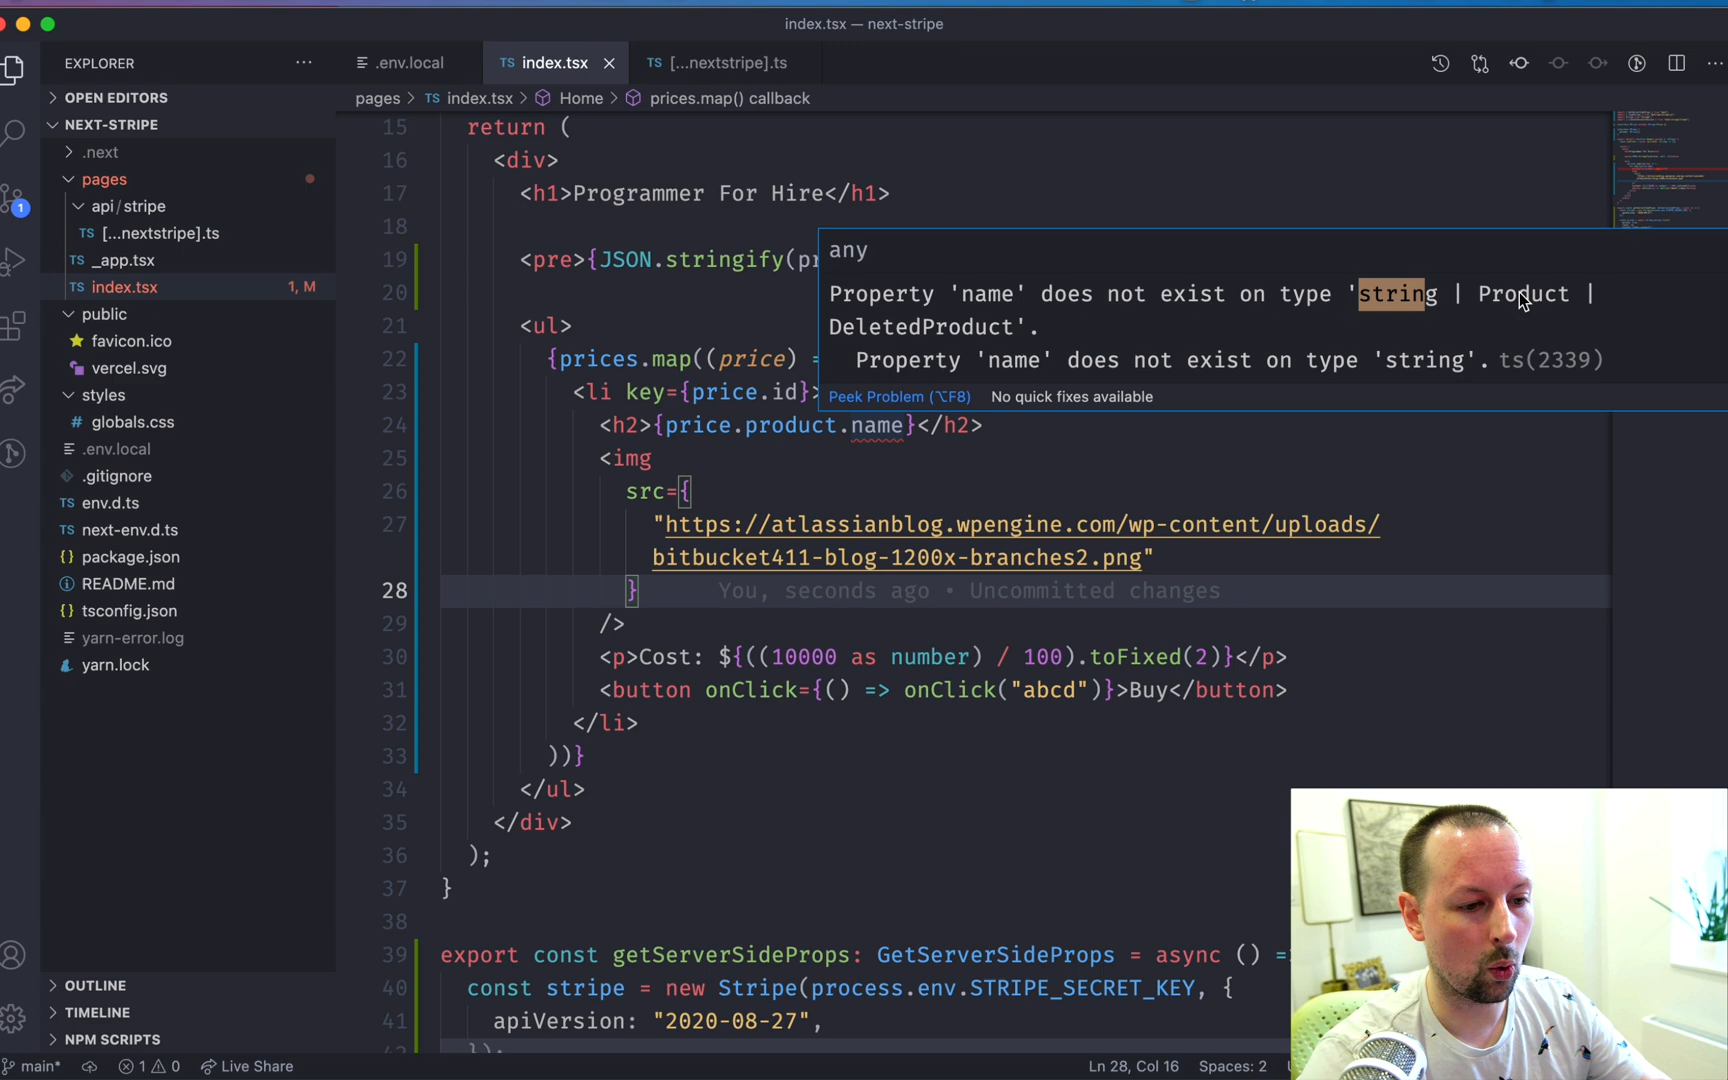 index.tsx — next-stripe
EXPLORER
.env.local
TS index.tsx
TS [...nextstripe].ts
OPEN EDITORS
pages > TS index.tsx > Home > prices.map() callback
NEXT-STRIPE
.next
pages
api/stripe
TS [...nextstripe].ts
TS _app.tsx
TS index.tsx 1, M
public
favicon.ico
vercel.svg
styles
# globals.css
.env.local
.gitignore
TS env.d.ts
TS next-env.d.ts
{} package.json
README.md
{} tsconfig.json
yarn-error.log
yarn.lock
OUTLINE
TIMELINE
NPM SCRIPTS
1
15 return (
16 <div>
17 <h1>Programmer For Hire</h1>
18
19 <pre>{JSON.stringify(pr
20
21 <ul>
22 {prices.map((price) =
23 <li key={price.id}>
24 <h2>{price.product.name}</h2>
25 <img
26 src={
27 "https://atlassianblog.wpengine.com/wp-content/uploads/
bitbucket411-blog-1200x-branches2.png"
28 } You, seconds ago • Uncommitted changes
29 />
30 <p>Cost: ${((10000 as number) / 100).toFixed(2)}</p>
31 <button onClick={() => onClick("abcd")}>Buy</button>
32 </li>
33 ))}
34 </ul>
35 </div>
36 );
37 }
38
39 export const getServerSideProps: GetServerSideProps = async () =>
40 const stripe = new Stripe(process.env.STRIPE_SECRET_KEY, {
41 apiVersion: "2020-08-27",
any
Property 'name' does not exist on type 'string | Product |
DeletedProduct'.
Property 'name' does not exist on type 'string'. ts(2339)
Peek Problem (⌥F8) No quick fixes available
main* 1 0 Live Share Ln 28, Col 16 Spaces: 2